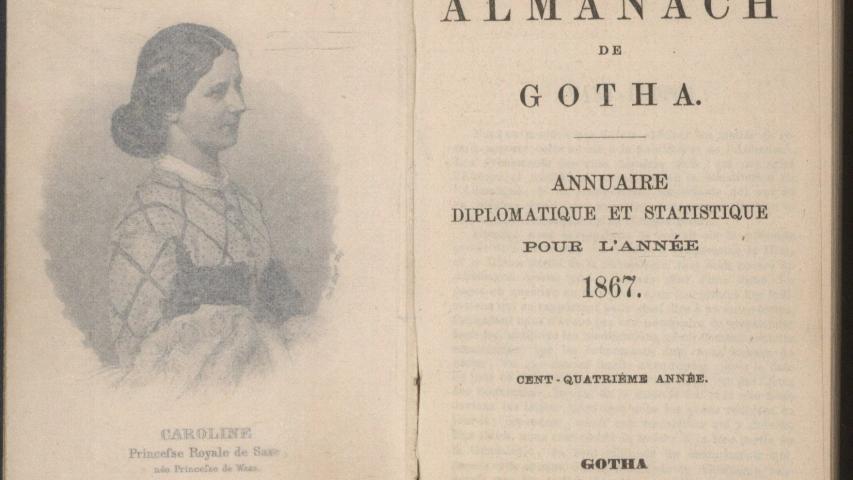 CAROLINE
Princeſse Royale de Saxe
née Princeſse de Wasa.
ALMANACH
DE
GOTHA.
ANNUAIRE
DIPLOMATIQUE ET STATISTIQUE
POUR L'ANNÉE
1867.
CENT-QUATRIÈME ANNÉE.
GOTHA